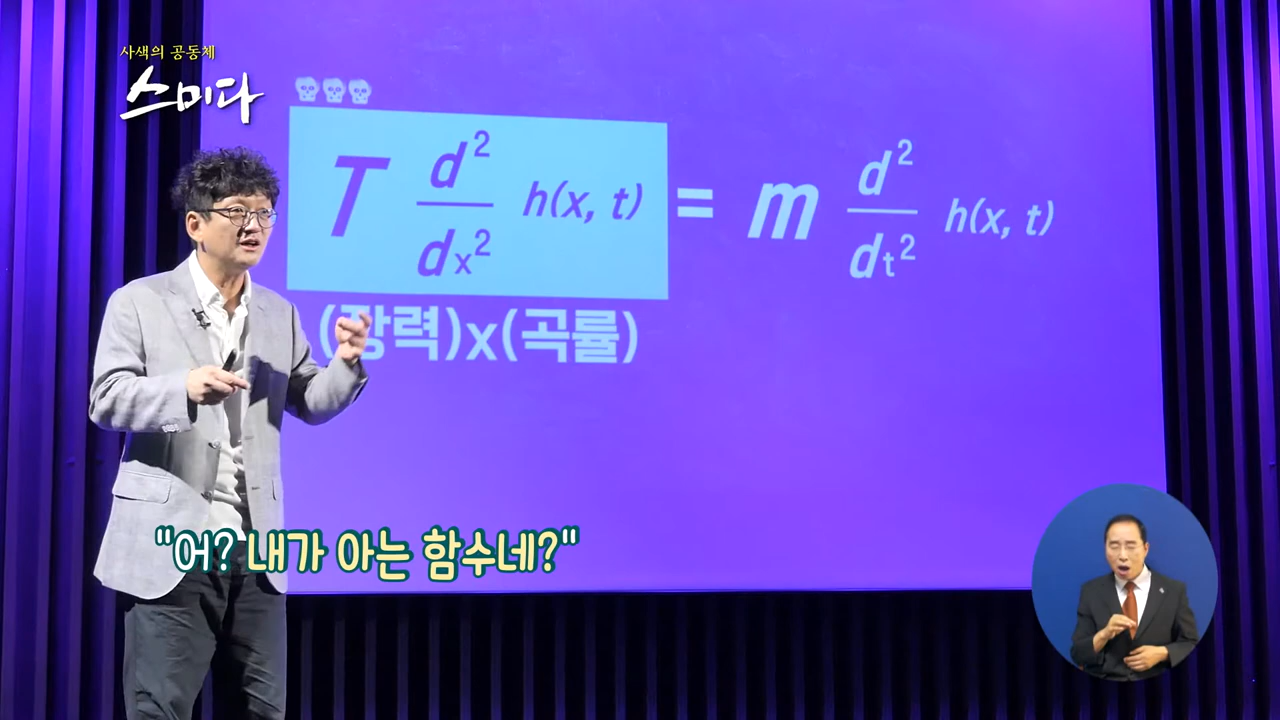 사색의 공동체
스미다
T d²/dx² h(x, t) = m d²/dt² h(x, t)
(장력)x(곡률)
"어? 내가 아는 함수네?"